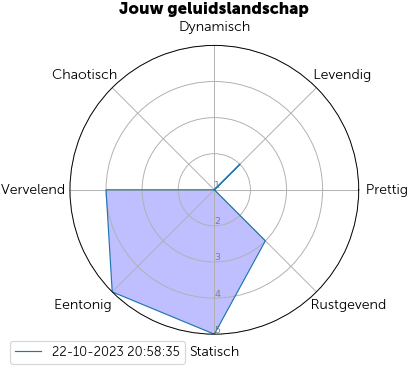 Jouw geluidslandschap
Dynamisch
Chaotisch
Levendig
Vervelend
Prettig
1
2
3
4
5
Eentonig
Rustgevend
Statisch
22-10-2023 20:58:35